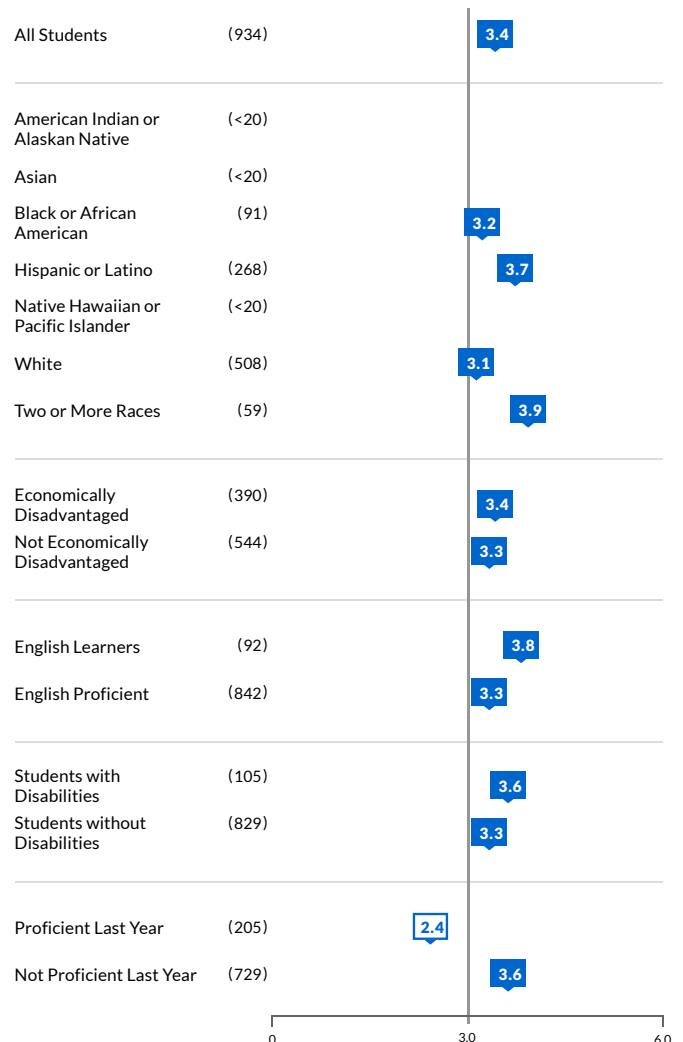 All Students (934) 3.4
American Indian or (<20)
Alaskan Native
Asian (<20)
Black or African (91) 3.2
American
Hispanic or Latino (268) 3.7
Native Hawaiian or (<20)
Pacific Islander
White (508) 3.1
Two or More Races (59) 3.9
Economically (390) 3.4
Disadvantaged
Not Economically (544) 3.3
Disadvantaged
English Learners (92) 3.8
English Proficient (842) 3.3
Students with (105) 3.6
Disabilities
Students without (829) 3.3
Disabilities
Proficient Last Year (205) 2.4
Not Proficient Last Year (729) 3.6
0 3.0 6.0